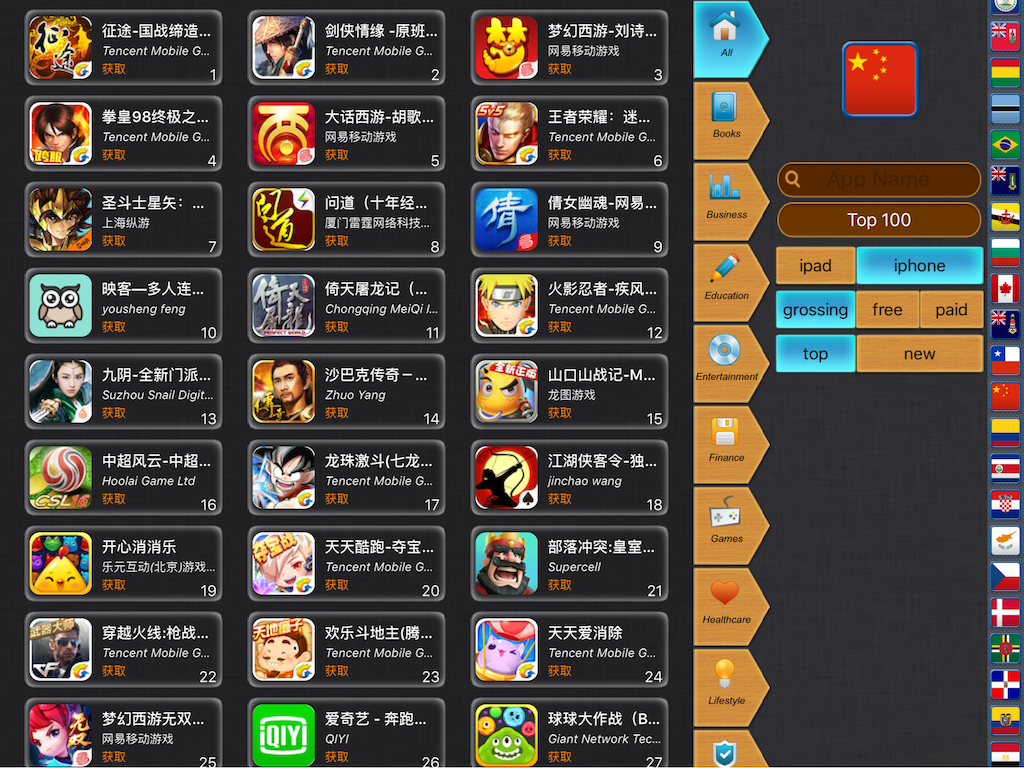 征途-国战缔造...
Tencent Mobile G...
获取
1
剑侠情缘 -原班...
Tencent Mobile G...
获取
2
梦幻西游-刘诗...
网易移动游戏
获取
3
拳皇98终极之...
Tencent Mobile G...
获取
4
大话西游-胡歌...
网易移动游戏
获取
5
王者荣耀：迷...
Tencent Mobile G...
获取
6
圣斗士星矢：...
上海纵游
获取
7
问道（十年经...
厦门雷霆网络科技...
获取
8
倩女幽魂-网易...
网易移动游戏
获取
9
映客—多人连...
yousheng feng
获取
10
倚天屠龙记（...
Chongqing MeiQi I...
获取
11
火影忍者-疾风...
Tencent Mobile G...
获取
12
九阴-全新门派...
Suzhou Snail Digit...
获取
13
沙巴克传奇－...
Zhuo Yang
获取
14
山口山战记-M...
龙图游戏
获取
15
中超风云-中超...
Hoolai Game Ltd
获取
16
龙珠激斗(七龙...
Tencent Mobile G...
获取
17
江湖侠客令-独...
jinchao wang
获取
18
开心消消乐
乐元互动(北京)游戏...
获取
19
天天酷跑-夺宝...
Tencent Mobile G...
获取
20
部落冲突:皇室...
Supercell
获取
21
穿越火线:枪战...
Tencent Mobile G...
获取
22
欢乐斗地主(腾...
Tencent Mobile G...
获取
23
天天爱消除
Tencent Mobile G...
获取
24
梦幻西游无双...
网易移动游戏
获取
25
爱奇艺 - 奔跑...
QIYI
获取
26
球球大作战（B...
Giant Network Tec...
获取
27
All
Books
Business
Education
Entertainment
Finance
Games
Healthcare
Lifestyle
App Name
Top 100
ipad
iphone
grossing
free
paid
top
new